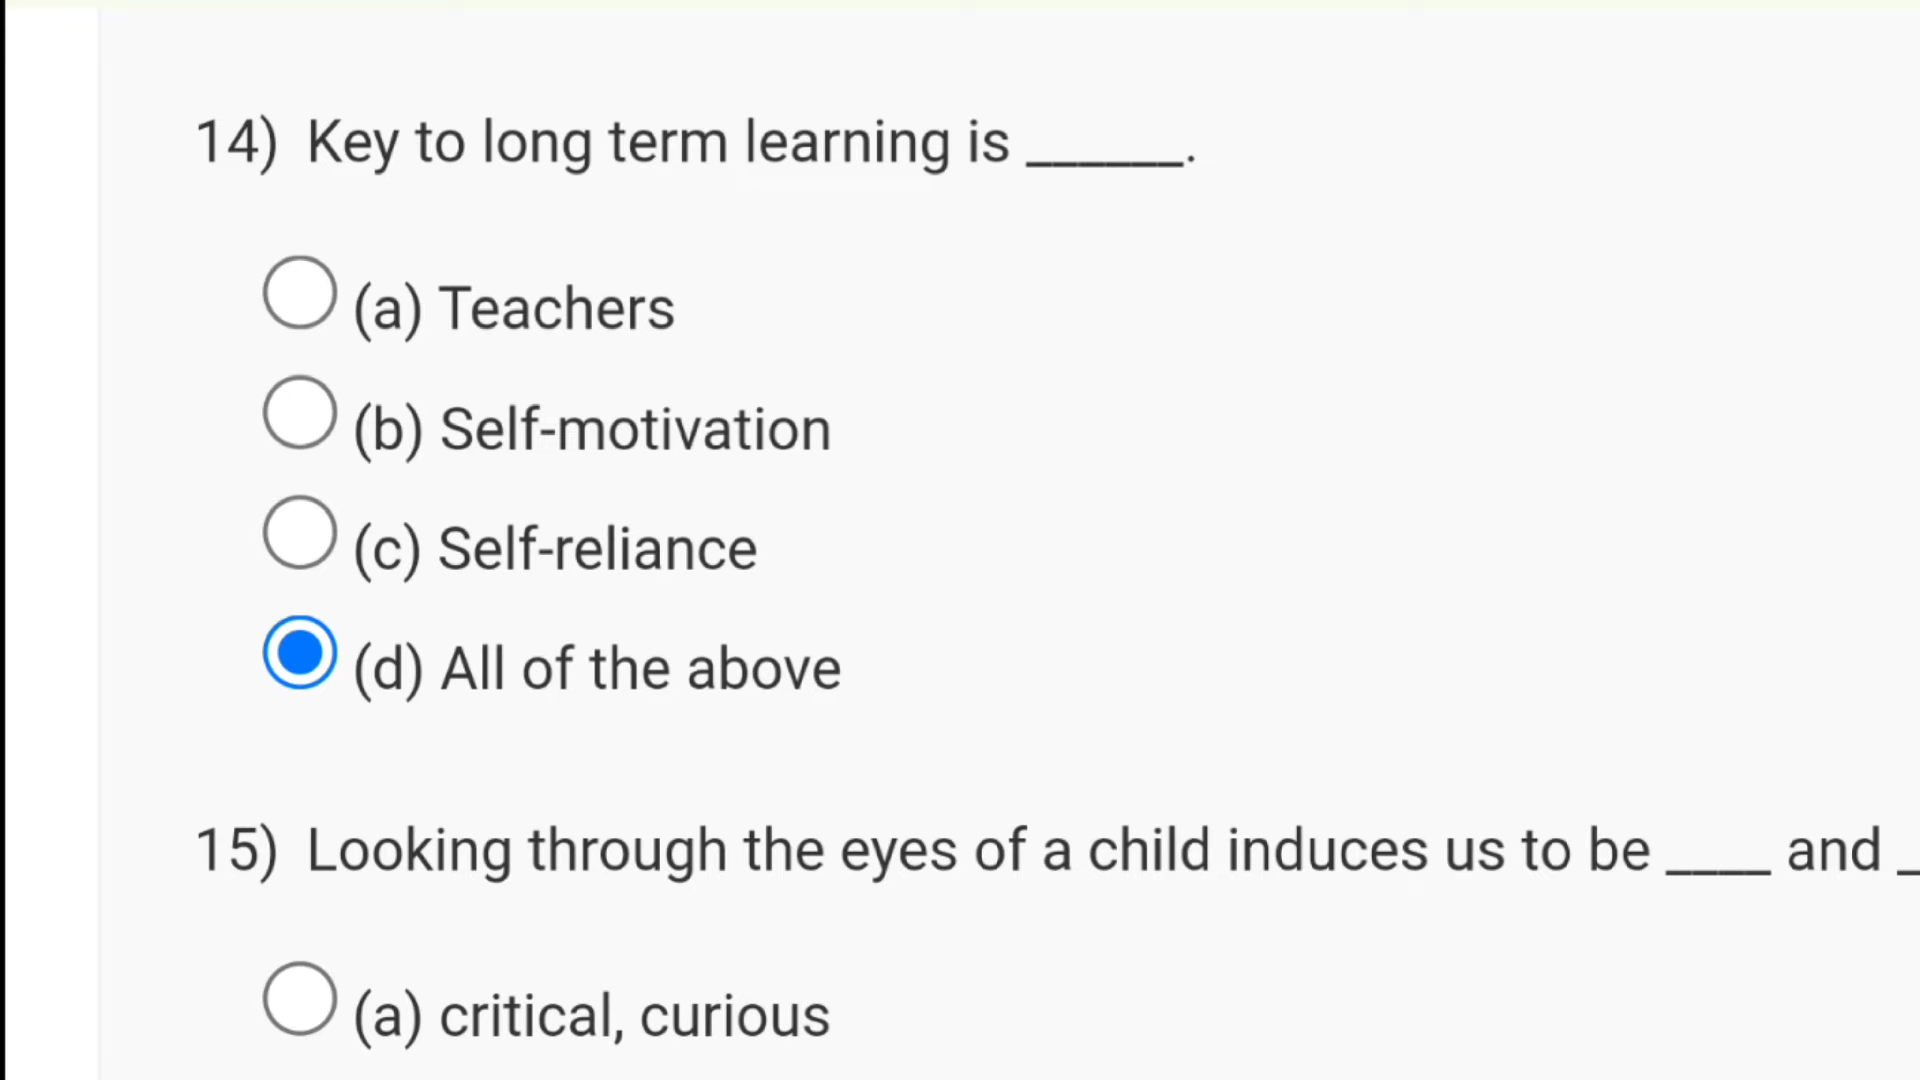 14) Key to long term learning is ______.
(a) Teachers
(b) Self-motivation
(c) Self-reliance
(d) All of the above
15) Looking through the eyes of a child induces us to be ____ and _
(a) critical, curious